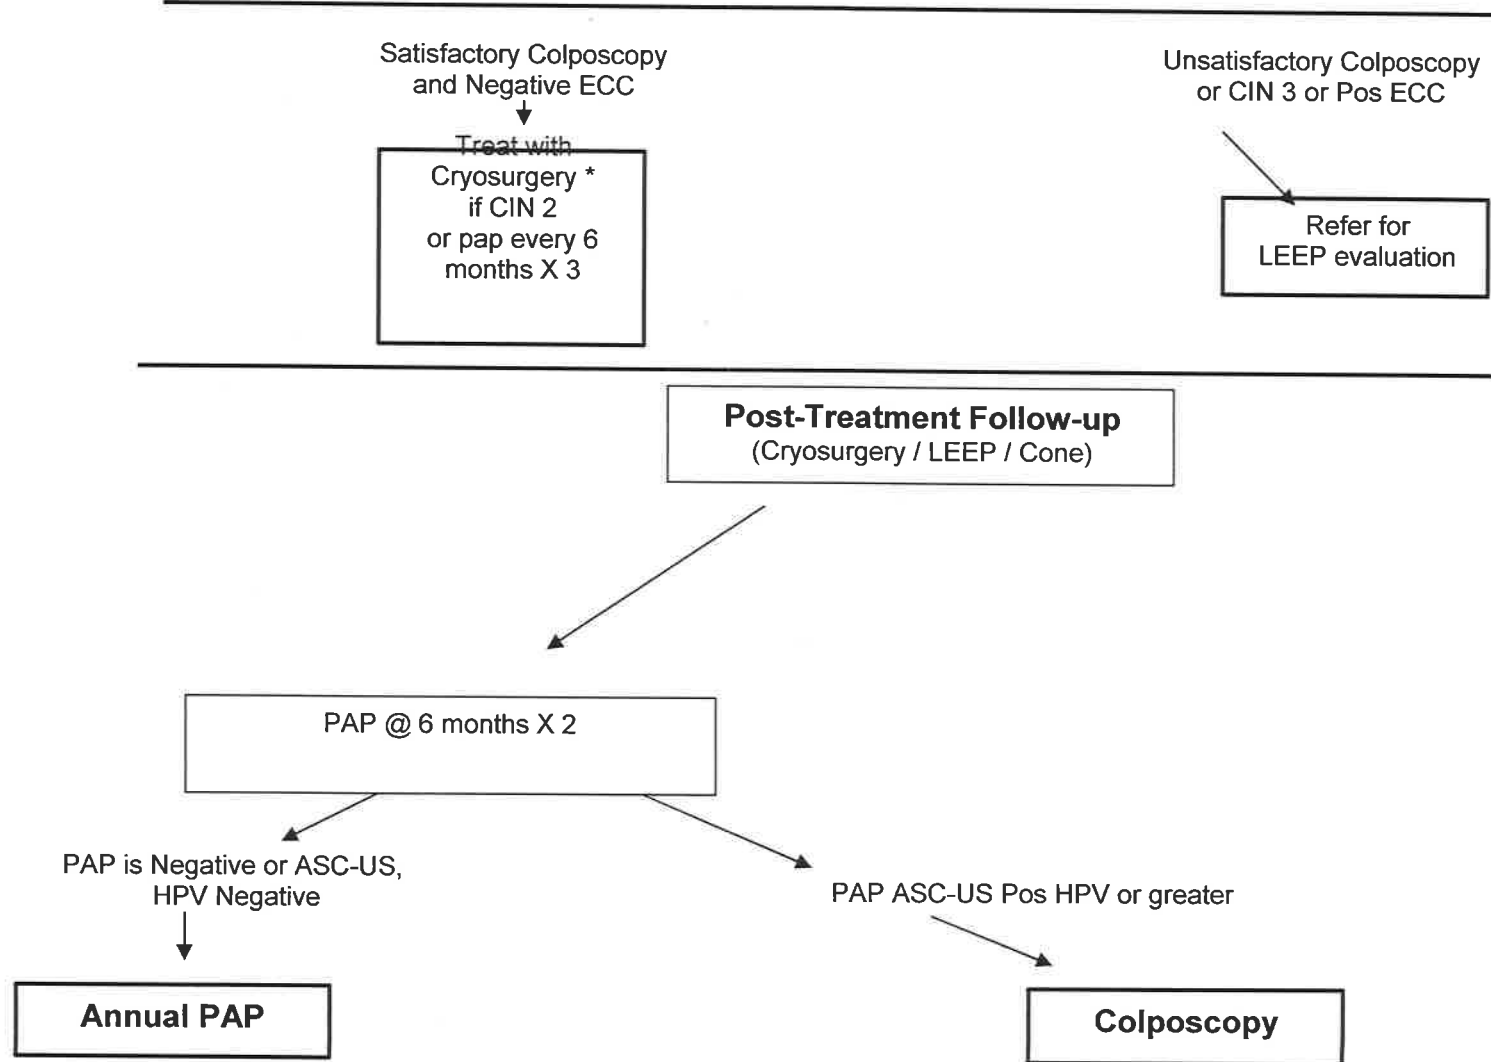 Satisfactory Colposcopy
and Negative ECC
Treat with
Cryosurgery *
if CIN 2
or pap every 6
months X 3
Unsatisfactory Colposcopy
or CIN 3 or Pos ECC
Refer for
LEEP evaluation
Post-Treatment Follow-up
(Cryosurgery / LEEP / Cone)
PAP @ 6 months X 2
PAP is Negative or ASC-US,
HPV Negative
PAP ASC-US Pos HPV or greater
Annual PAP
Colposcopy